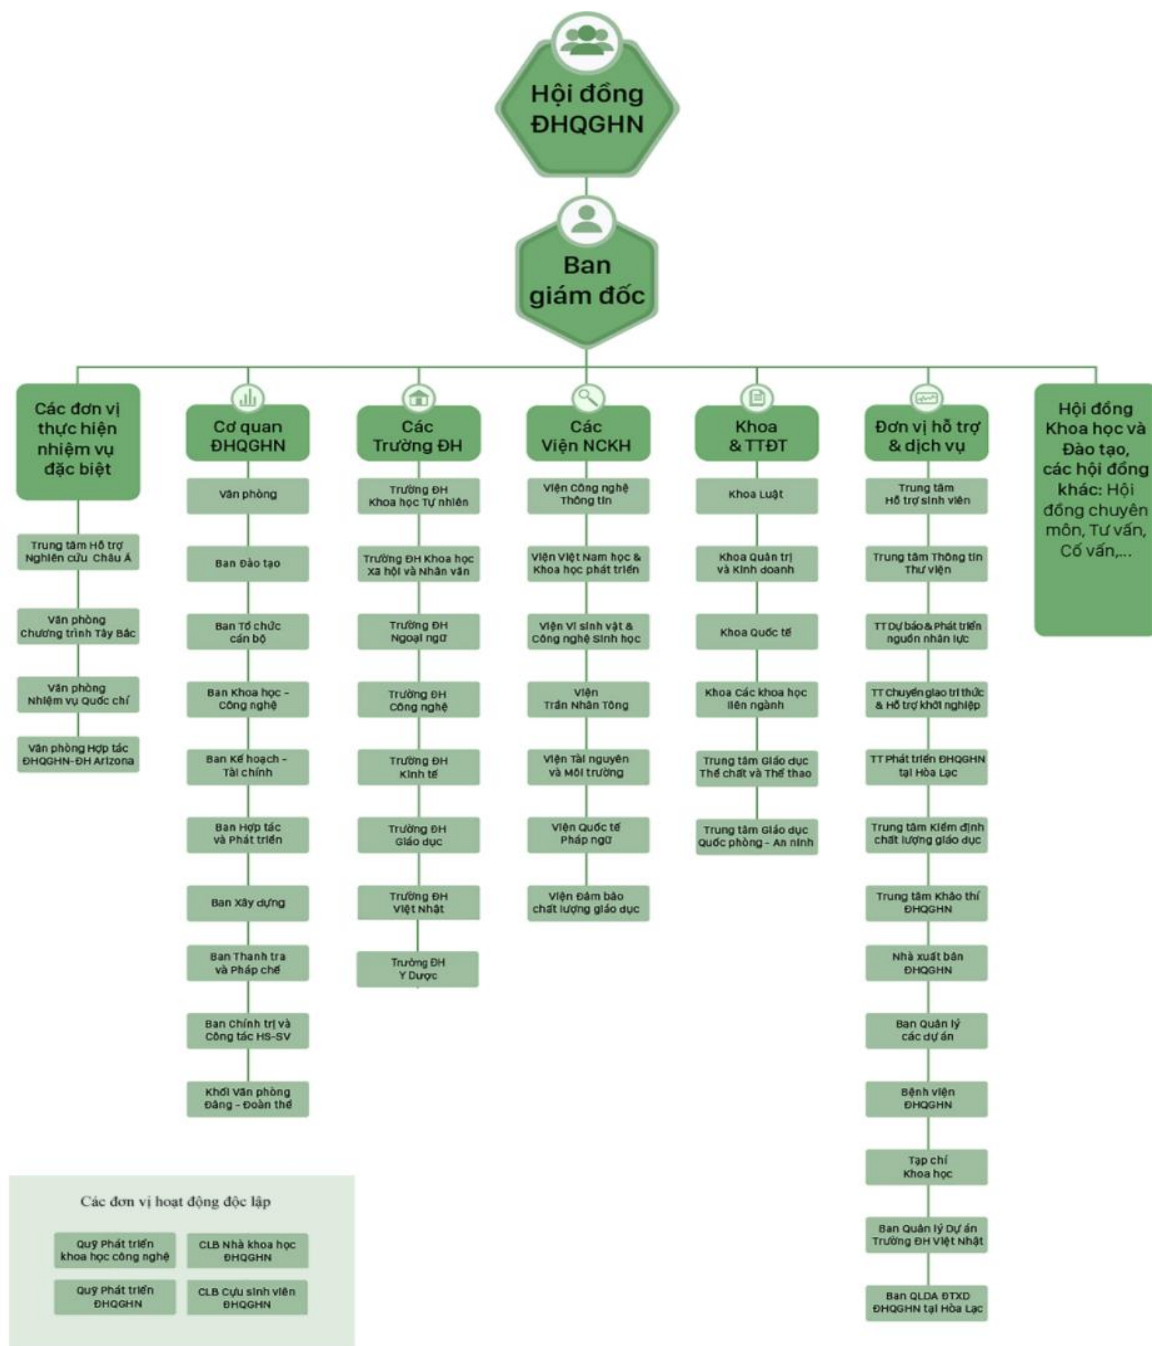 Hội đồng
ĐHQGHN
Ban
giám đốc
Các đơn vị
thực hiện
nhiệm vụ
đặc biệt
Trung tâm Hỗ trợ
Nghiên cứu Châu Á
Văn phòng
Chương trình Tây Bắc
Văn phòng
Nhiệm vụ Quốc chí
Văn phòng Hợp tác
ĐHQGHN-ĐH Arizona
Cơ quan
ĐHQGHN
Văn phòng
Ban Đào tạo
Ban Tổ chức
cán bộ
Ban Khoa học -
Công nghệ
Ban Kế hoạch -
Tài chính
Ban Hợp tác
và Phát triển
Ban Xây dựng
Ban Thanh tra
và Pháp chế
Ban Chính trị và
Công tác HS-SV
Khối Văn phòng
Đảng - Đoàn thể
Các
Trường ĐH
Trường ĐH
Khoa học Tự nhiên
Trường ĐH Khoa học
Xã hội và Nhân văn
Trường ĐH
Ngoại ngữ
Trường ĐH
Công nghệ
Trường ĐH
Kinh tế
Trường ĐH
Giáo dục
Trường ĐH
Việt Nhật
Trường ĐH
Y Dược
Các
Viện NCKH
Viện Công nghệ
Thông tin
Viện Việt Nam học &
Khoa học phát triển
Viện Vi sinh vật &
Công nghệ Sinh học
Viện
Trần Nhân Tông
Viện Tài nguyên
và Môi trường
Viện Quốc tế
Pháp ngữ
Viện Đảm bảo
chất lượng giáo dục
Khoa
& TTĐT
Khoa Luật
Khoa Quản trị
và Kinh doanh
Khoa Quốc tế
Khoa Các khoa học
liên ngành
Trung tâm Giáo dục
Thể chất và Thể thao
Trung tâm Giáo dục
Quốc phòng - An ninh
Đơn vị hỗ trợ
& dịch vụ
Trung tâm
Hỗ trợ sinh viên
Trung tâm Thông tin
Thư viện
TT Dự báo & Phát triển
nguồn nhân lực
TT Chuyển giao tri thức
& Hỗ trợ khởi nghiệp
TT Phát triển ĐHQGHN
tại Hòa Lạc
Trung tâm Kiểm định
chất lượng giáo dục
Trung tâm Khảo thí
ĐHQGHN
Nhà xuất bản
ĐHQGHN
Ban Quản lý
các dự án
Bệnh viện
ĐHQGHN
Tạp chí
Khoa học
Ban Quản lý Dự án
Trường ĐH Việt Nhật
Ban QLDA ĐTXD
ĐHQGHN tại Hòa Lạc
Hội đồng
Khoa học và
Đào tạo,
các hội đồng
khác: Hội
đồng chuyên
môn, Tư vấn,
Cố vấn,...
Các đơn vị hoạt động độc lập
Quỹ Phát triển
khoa học công nghệ
CLB Nhà khoa học
ĐHQGHN
Quỹ Phát triển
ĐHQGHN
CLB Cựu sinh viên
ĐHQGHN